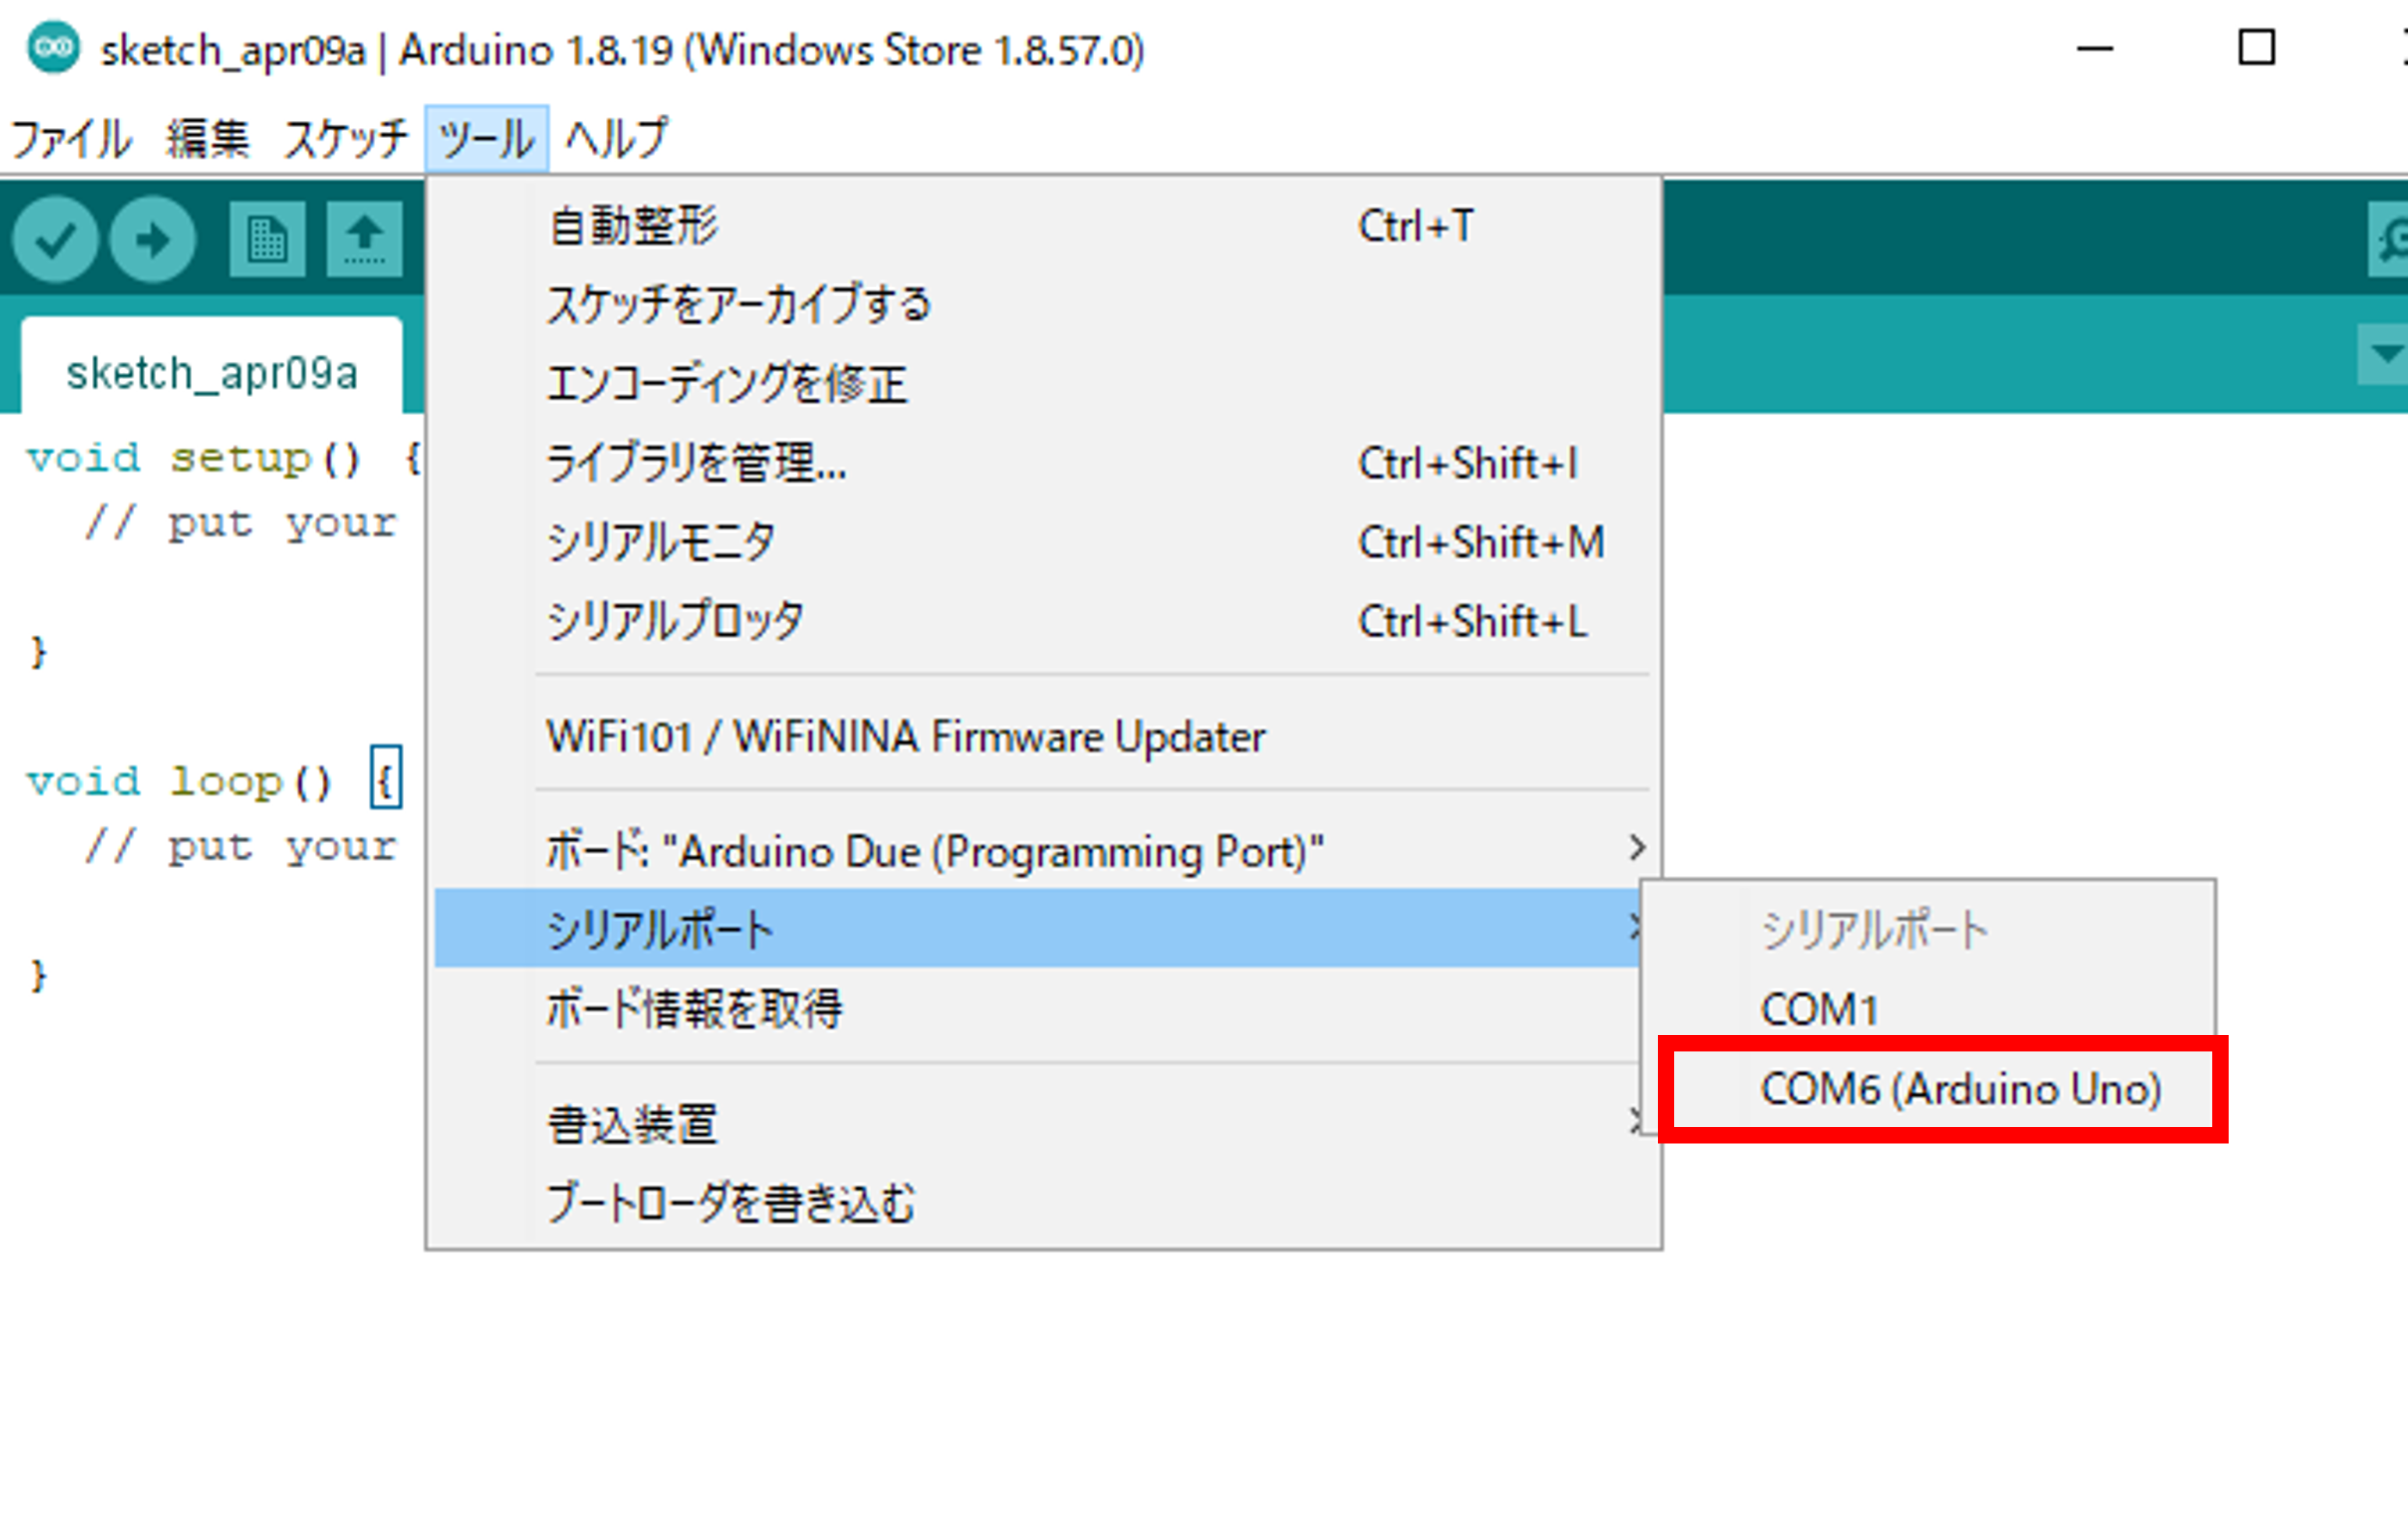 sketch_apr09a | Arduino 1.8.19 (Windows Store 1.8.57.0)
ファイル 編集 スケッチ ツール ヘルプ
sketch_apr09a
void setup() {
// put your
}
void loop() {
// put your
}
自動整形 Ctrl+T
スケッチをアーカイブする
エンコーディングを修正
ライブラリを管理... Ctrl+Shift+I
シリアルモニタ Ctrl+Shift+M
シリアルプロッタ Ctrl+Shift+L
WiFi101 / WiFiNINA Firmware Updater
ボード: "Arduino Due (Programming Port)"
シリアルポート
ボード情報を取得
書込装置
ブートローダを書き込む
シリアルポート
COM1
COM6 (Arduino Uno)